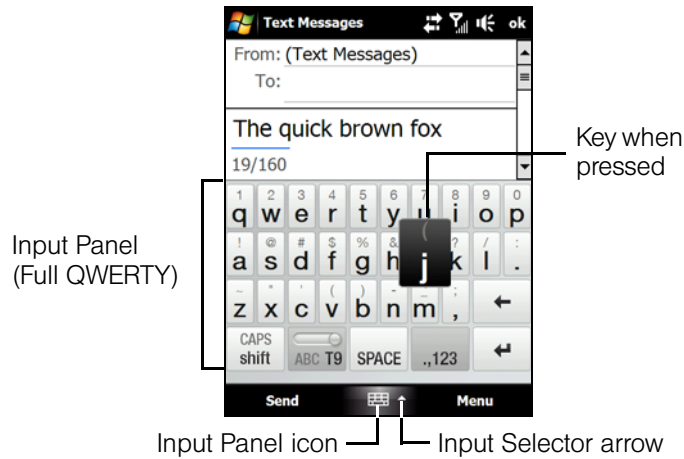 Text Messages ok
From: (Text Messages)
To:
The quick brown fox
19/160
Key when
pressed
Input Panel
(Full QWERTY)
1 2 3 4 5 6 7 8 9 0
q w e r t y u i o p
! @ # $ % & ( ? / :
a s d f g h j k l .
~ " ' ( ) - _ ;
z x c v b n m ,
CAPS
shift ABC T9 SPACE .,123
Send Menu
Input Panel icon Input Selector arrow